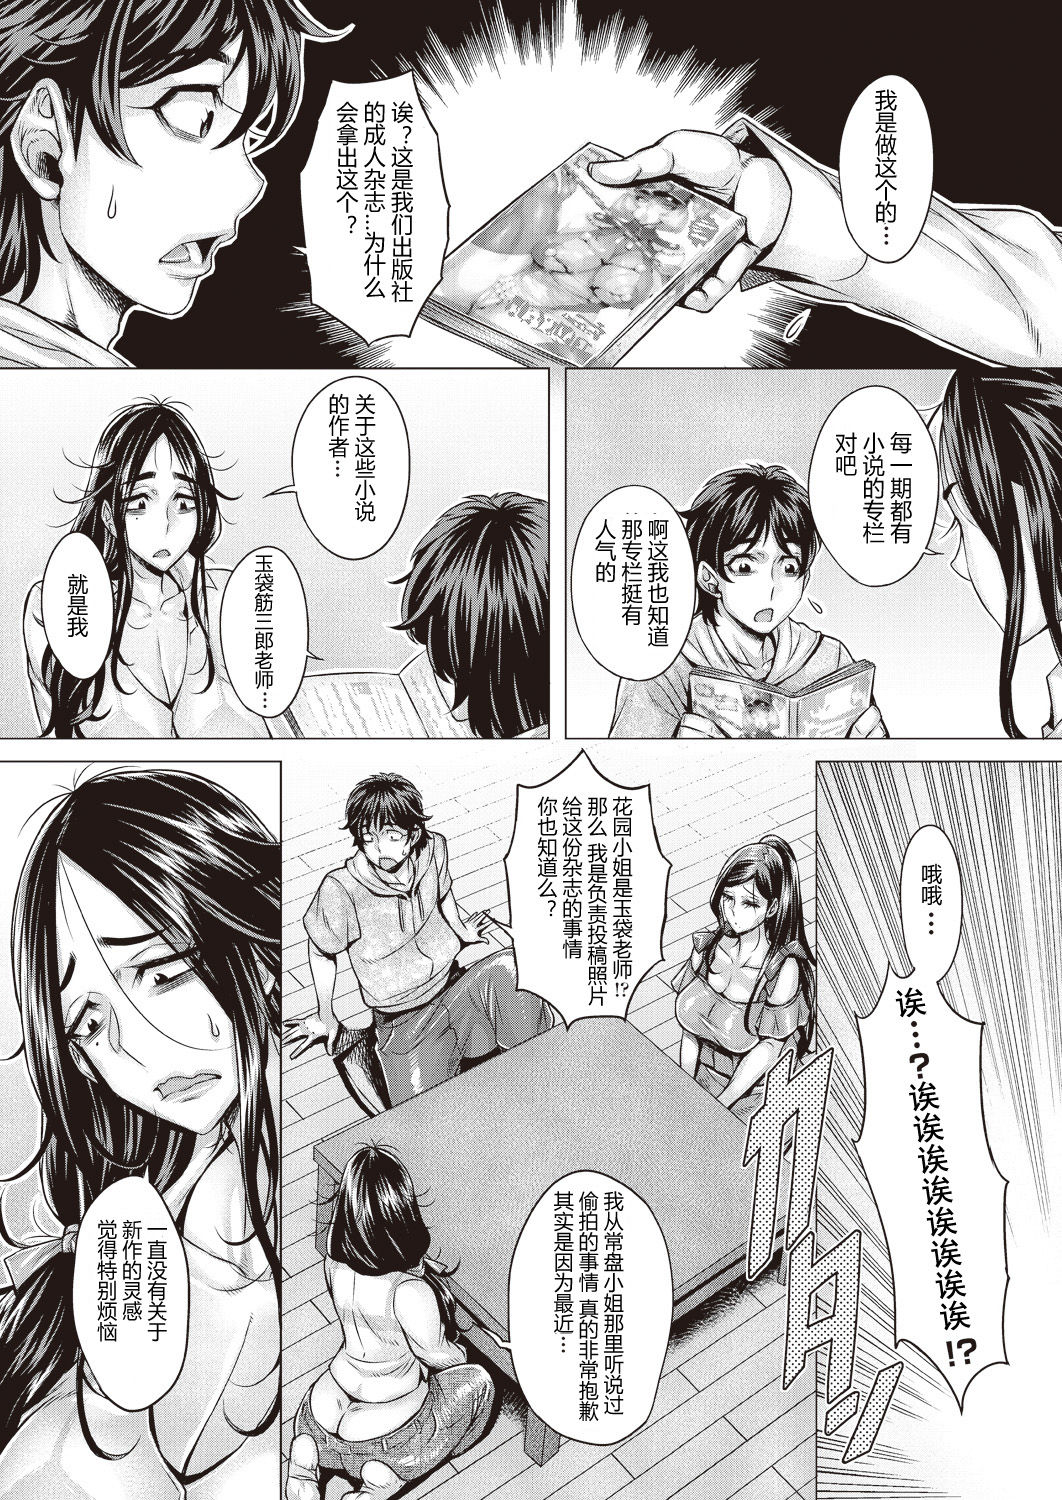 我是做这个的…
诶？这是我们出版社
的成人杂志…为什么
会拿出这个？
每一期都有
小说的专栏
对吧
啊这我也知道
那专栏挺有
人气的
关于这些小说
的作者…
玉袋筋三郎老师…
就是我
哦哦…
诶…？诶诶诶诶诶诶诶诶!?
ガタガタッ
花园小姐是玉袋老师!?
那么 我是负责投稿照片
给这份杂志的事情
你也知道么？
我从常盘小姐那里听说过
偷拍的事情 真的非常抱歉
其实是因为最近…
一直没有关于
新作的灵感
觉得特别烦恼